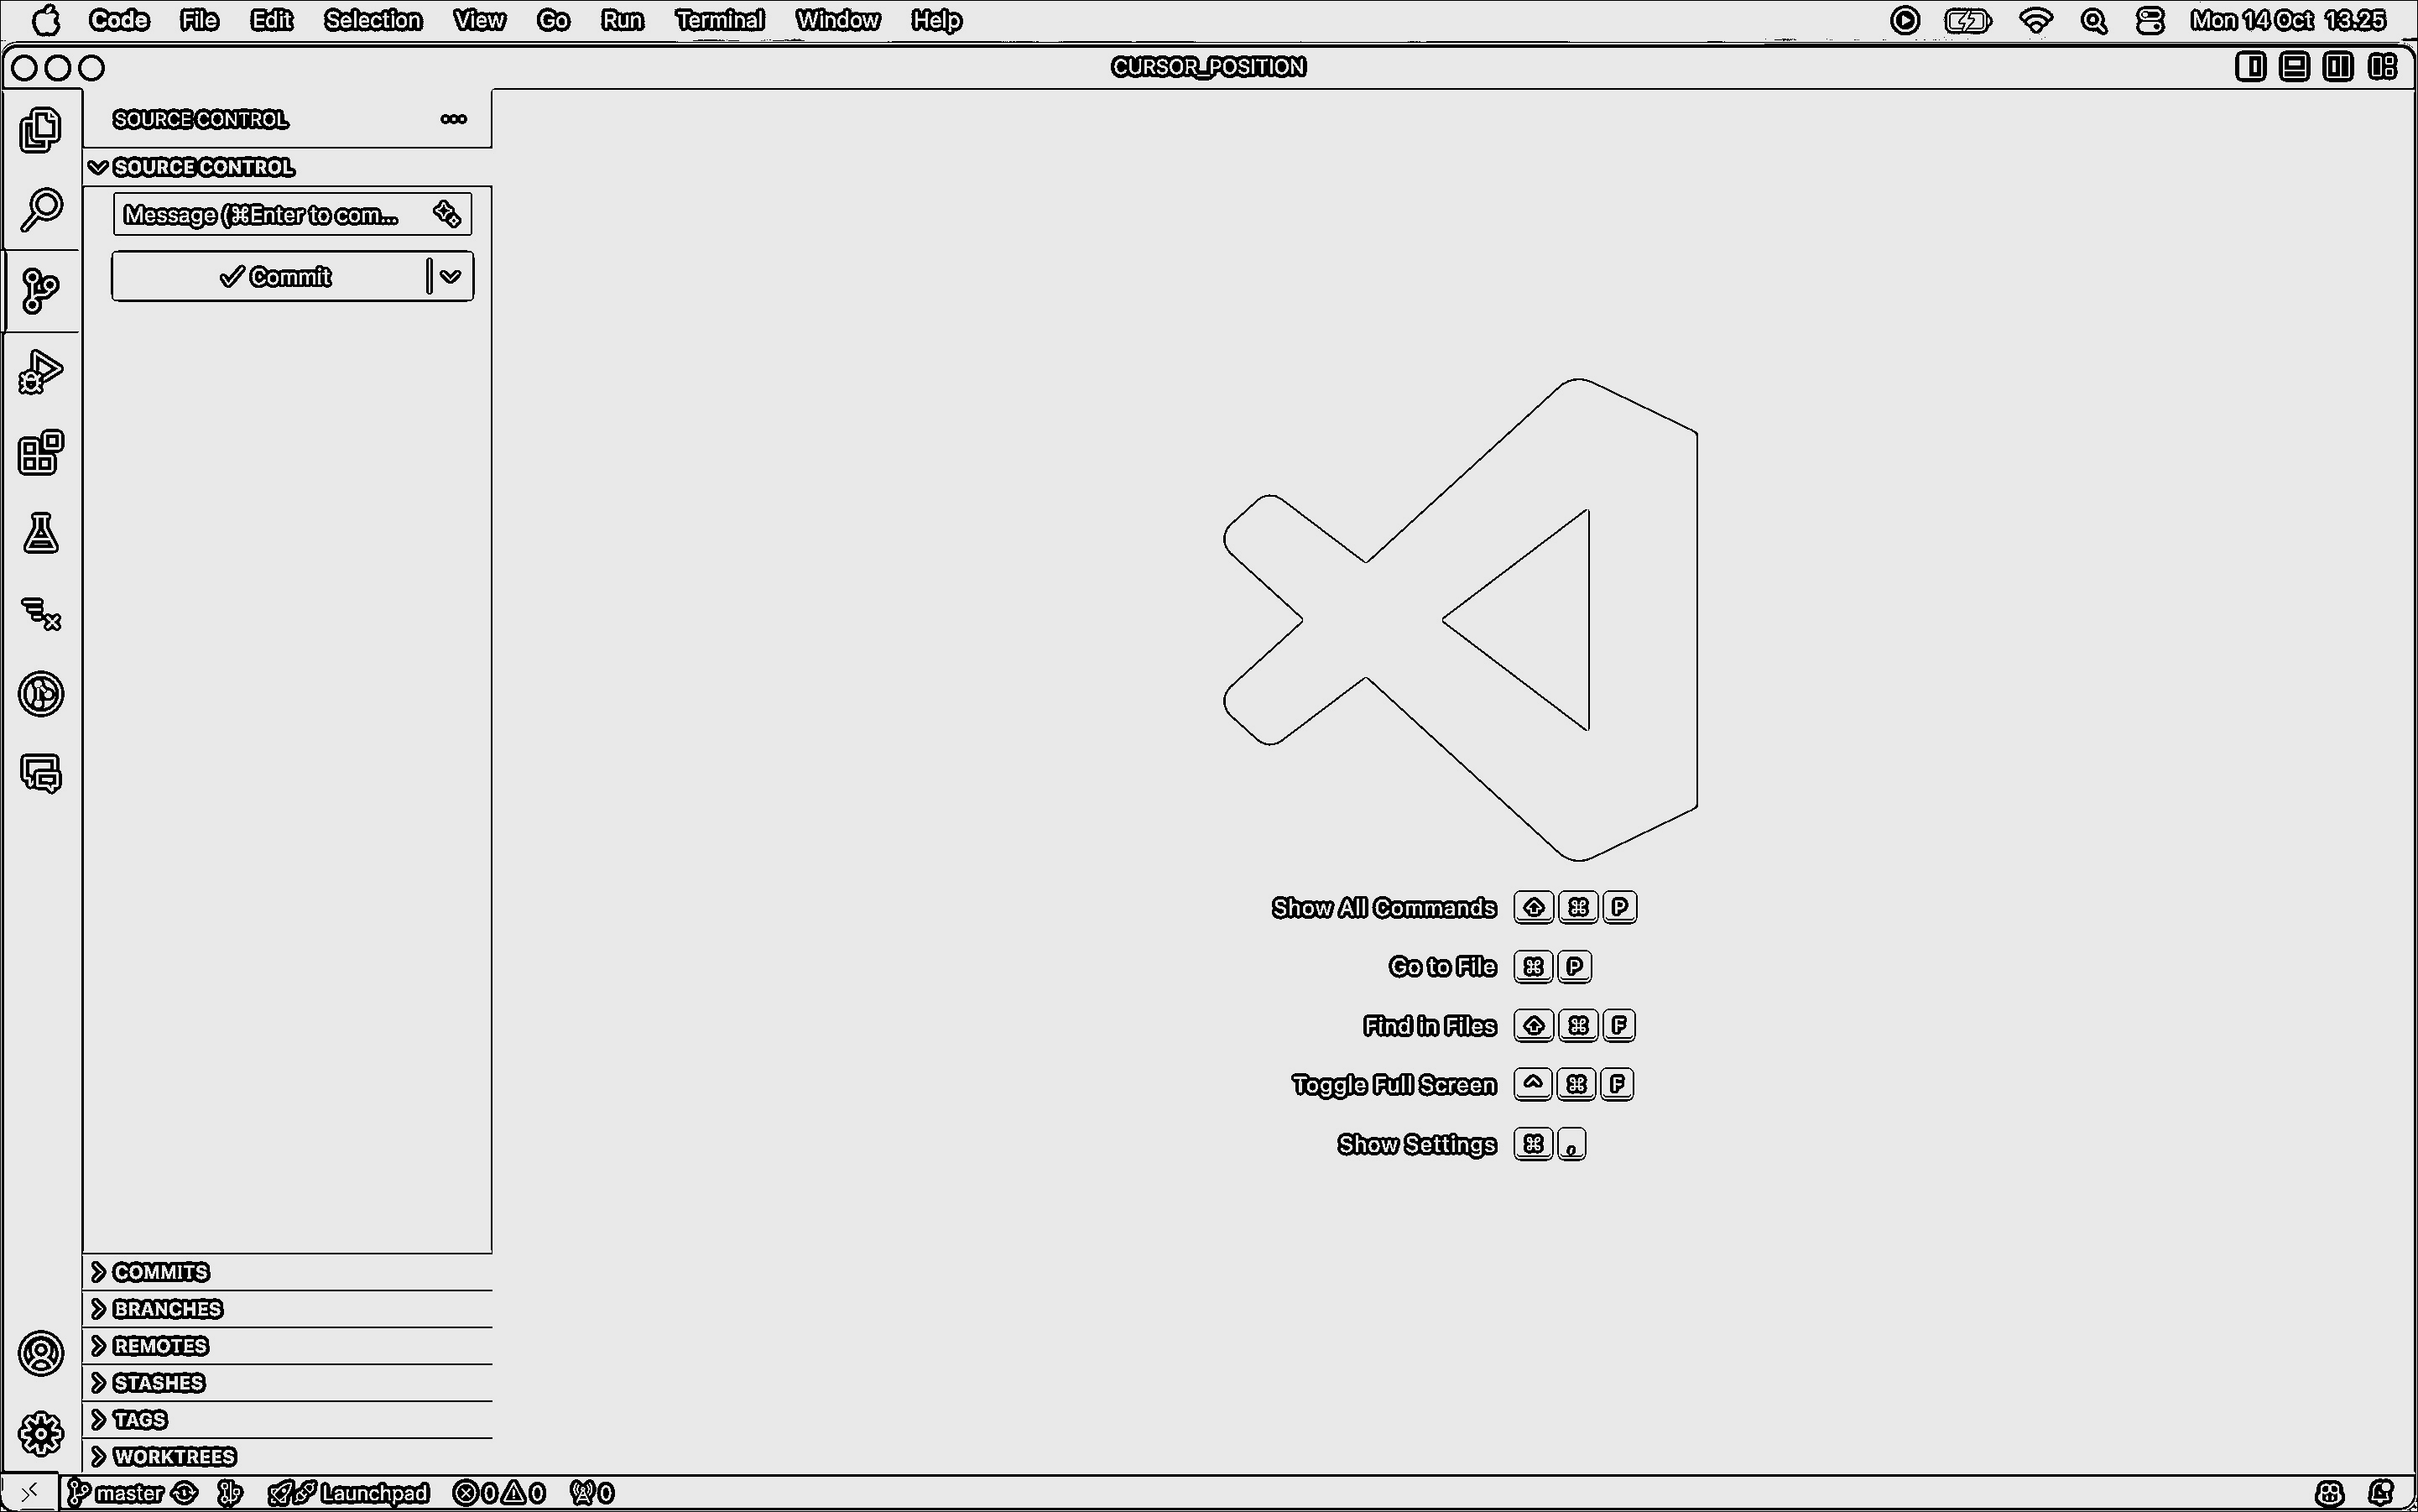 Code File Edit Selection View Go Run Terminal Window Help Mon 14 Oct 13.25
CURSOR_POSITION
SOURCE CONTROL
SOURCE CONTROL
Message (⌘Enter to com...
Commit
Show All Commands ⇧ ⌘ P
Go to File ⌘ P
Find in Files ⇧ ⌘ F
Toggle Full Screen ^ ⌘ F
Show Settings ⌘ ,
COMMITS
BRANCHES
REMOTES
STASHES
TAGS
WORKTREES
master Launchpad 0 0 0